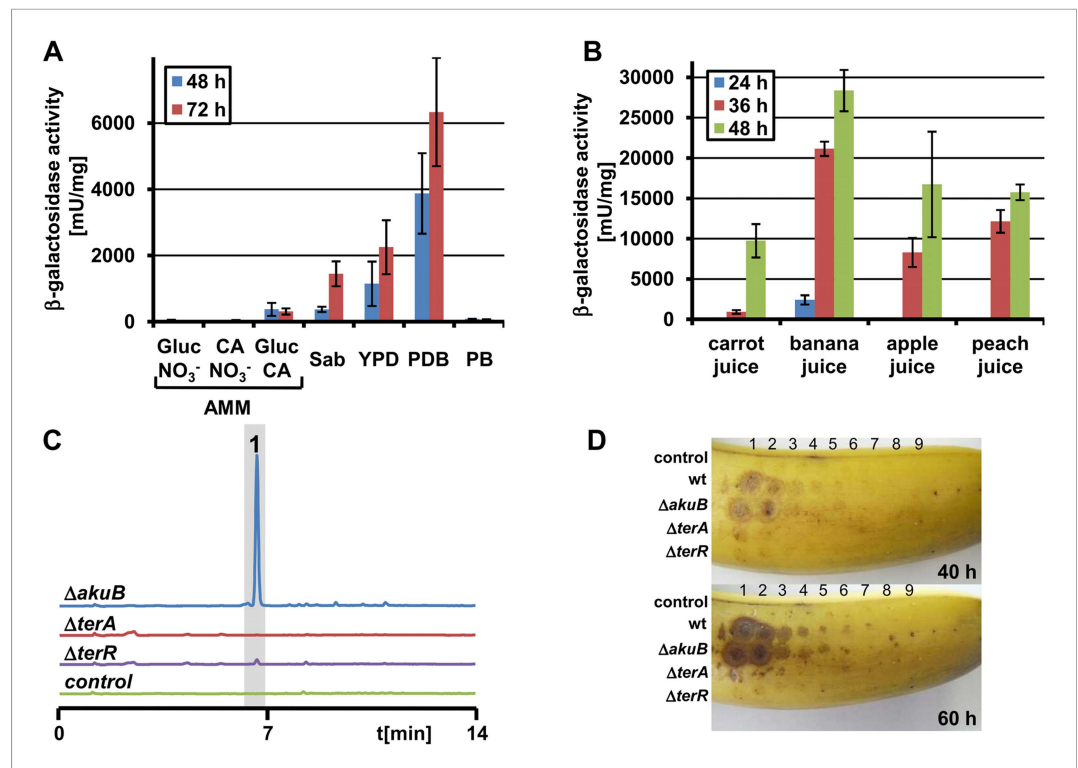 A
β-galactosidase activity
[mU/mg]
48 h
72 h
6000
4000
2000
0
Gluc CA Gluc
NO₃⁻ NO₃⁻ CA Sab YPD PDB PB
AMM
B
β-galactosidase activity
[mU/mg]
24 h
36 h
48 h
30000
25000
20000
15000
10000
5000
0
carrot banana apple peach
juice juice juice juice
C
1
ΔakuB
ΔterA
ΔterR
control
0 7 t[min] 14
D
1 2 3 4 5 6 7 8 9
control
wt
ΔakuB
ΔterA
ΔterR
40 h
1 2 3 4 5 6 7 8 9
control
wt
ΔakuB
ΔterA
ΔterR
60 h